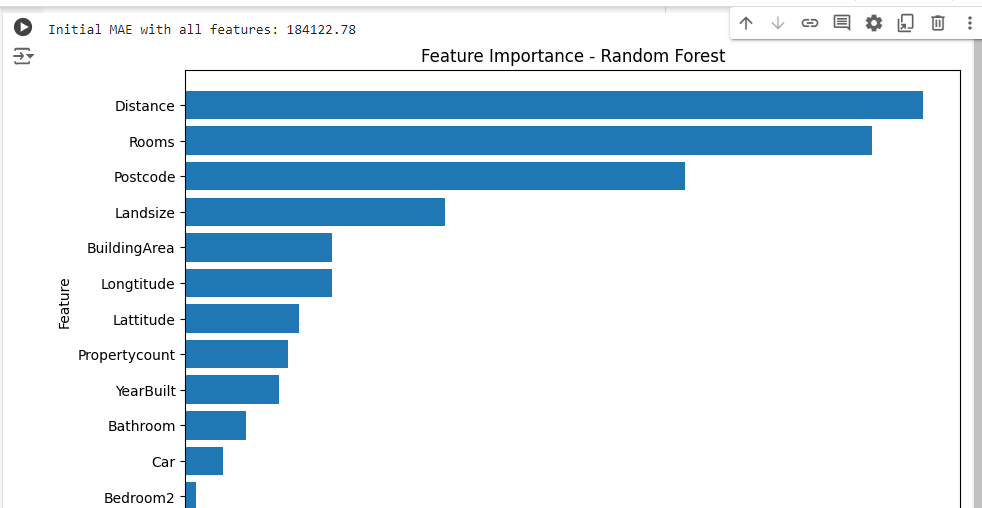 Initial MAE with all features: 184122.78
Feature Importance - Random Forest
Distance
Rooms
Postcode
Landsize
BuildingArea
Longtitude
Lattitude
Propertycount
YearBuilt
Bathroom
Car
Bedroom2
Feature